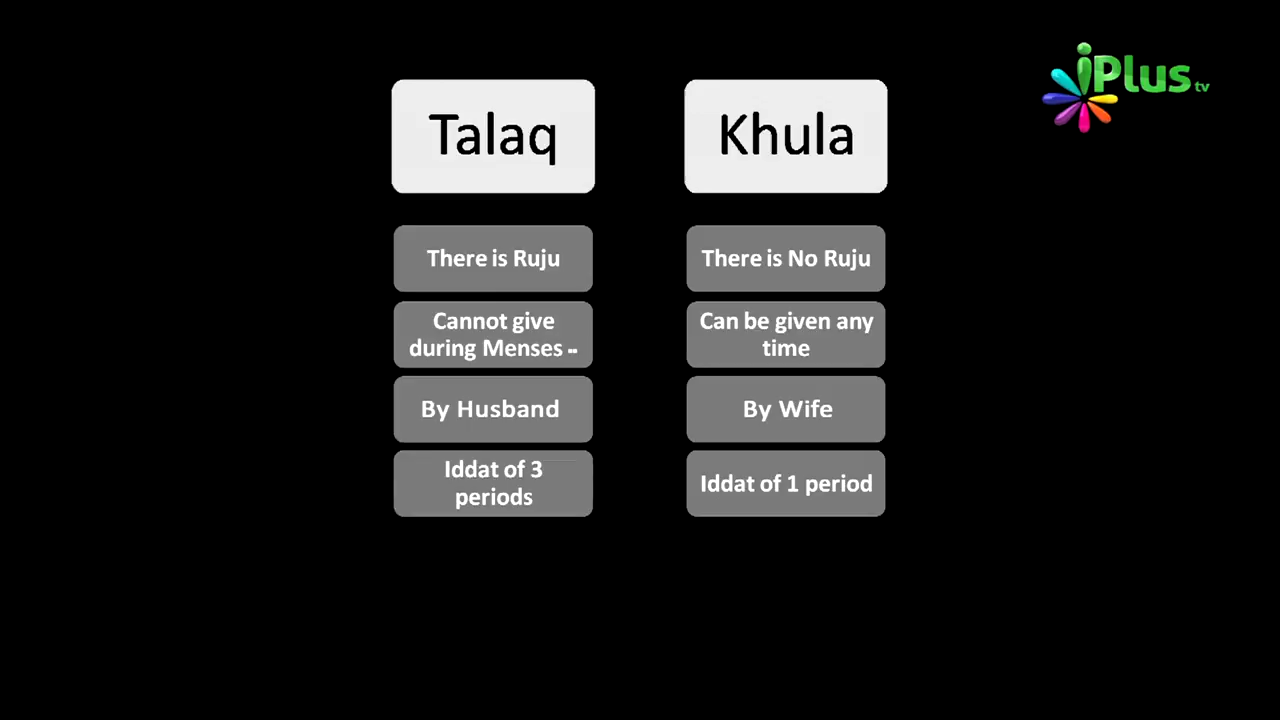 iPlus tv
Talaq
Khula
There is Ruju
There is No Ruju
Cannot give
during Menses --
Can be given any
time
By Husband
By Wife
Iddat of 3
periods
Iddat of 1 period